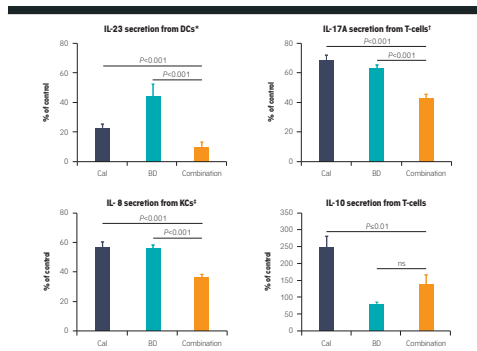 IL-23 secretion from DCs*
% of control
80
60
40
20
0
P<0.001
P<0.001
Cal BD Combination
IL-17A secretion from T-cells†
% of control
80
60
40
20
0
P<0.001
P<0.001
Cal BD Combination
IL- 8 secretion from KCs‡
% of control
80
60
40
20
0
P<0.001
P<0.001
Cal BD Combination
IL-10 secretion from T-cells
% of control
350
300
250
200
150
100
50
0
P≤0.01
ns
Cal BD Combination